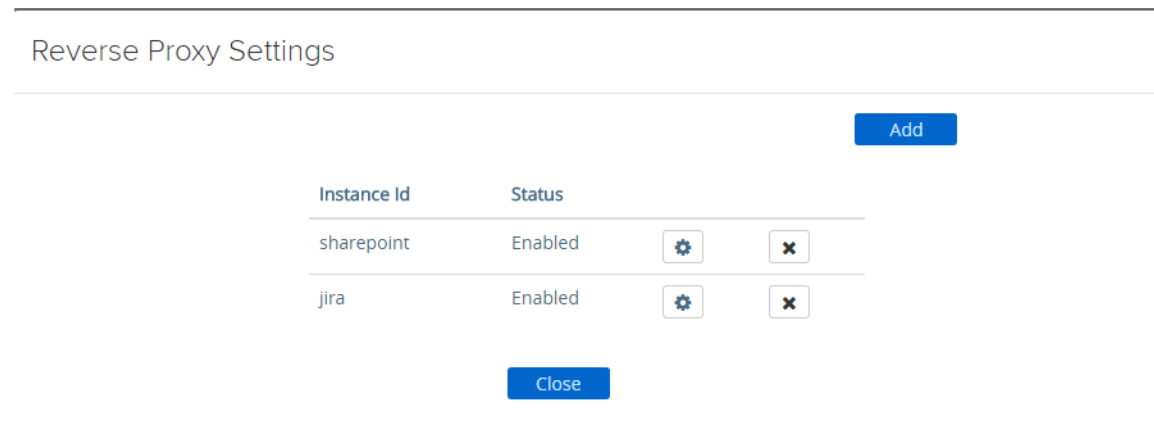 Reverse Proxy Settings
Add
Instance Id Status
sharepoint Enabled
jira Enabled
Close